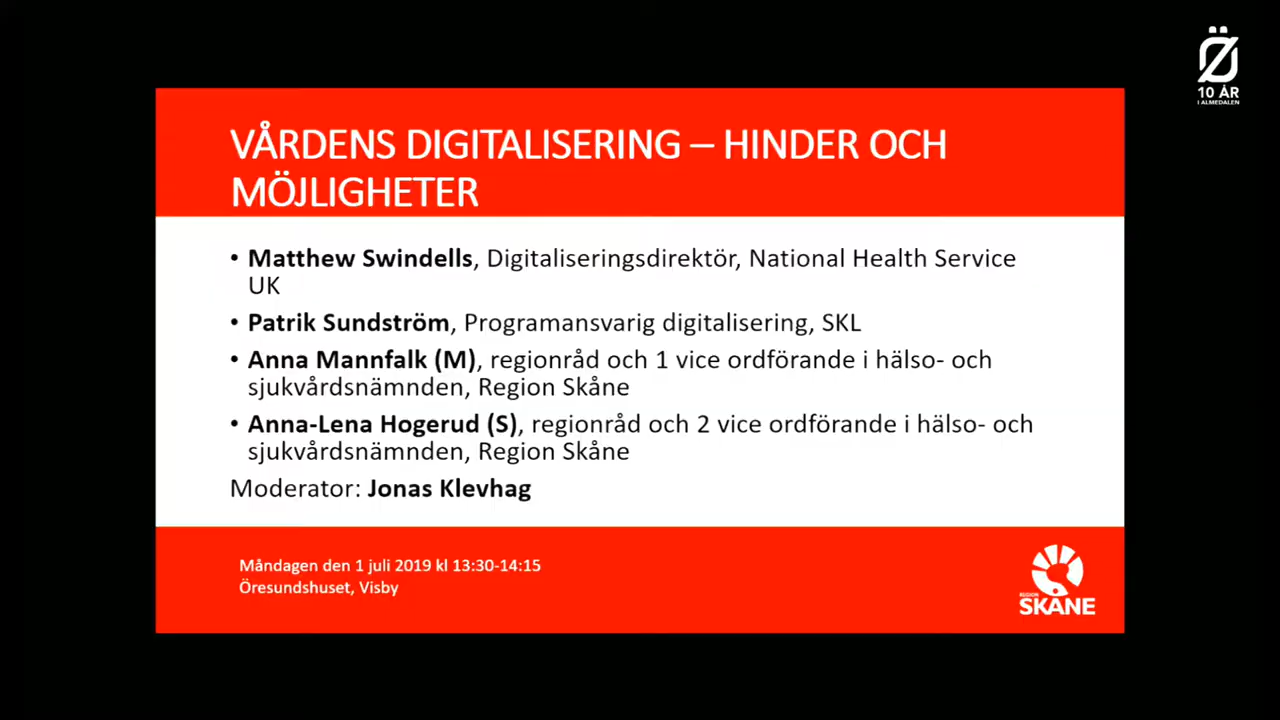 Ö
10 ÅR
I ALMEDALEN
VÅRDENS DIGITALISERING – HINDER OCH
MÖJLIGHETER
• Matthew Swindells, Digitaliseringsdirektör, National Health Service
UK
• Patrik Sundström, Programansvarig digitalisering, SKL
• Anna Mannfalk (M), regionråd och 1 vice ordförande i hälso- och
sjukvårdsnämnden, Region Skåne
• Anna-Lena Hogerud (S), regionråd och 2 vice ordförande i hälso- och
sjukvårdsnämnden, Region Skåne
Moderator: Jonas Klevhag
Måndagen den 1 juli 2019 kl 13:30-14:15
Öresundshuset, Visby
REGION
SKÅNE